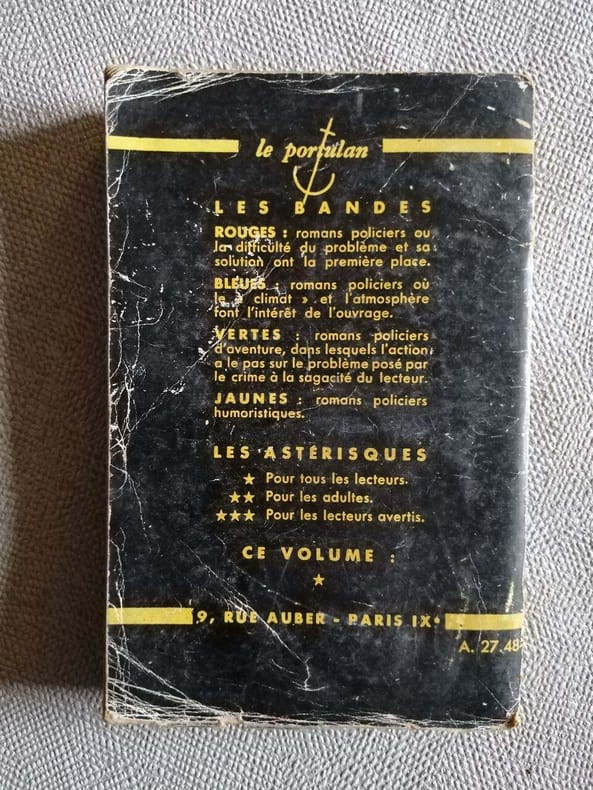 le portulan
LES BANDES
ROUGES : romans policiers ou
la difficulté du problème et sa
solution ont la première place.
BLEUES : romans policiers où
le « climat » et l'atmosphère
font l'intérêt de l'ouvrage.
VERTES : romans policiers
d'aventure, dans lesquels l'action
a le pas sur le problème posé par
le crime à la sagacité du lecteur.
JAUNES : romans policiers
humoristiques.
LES ASTÉRISQUES
★ Pour tous les lecteurs.
★★ Pour les adultes.
★★★ Pour les lecteurs avertis.
CE VOLUME :
★
9, RUE AUBER - PARIS IXe
A. 27.487